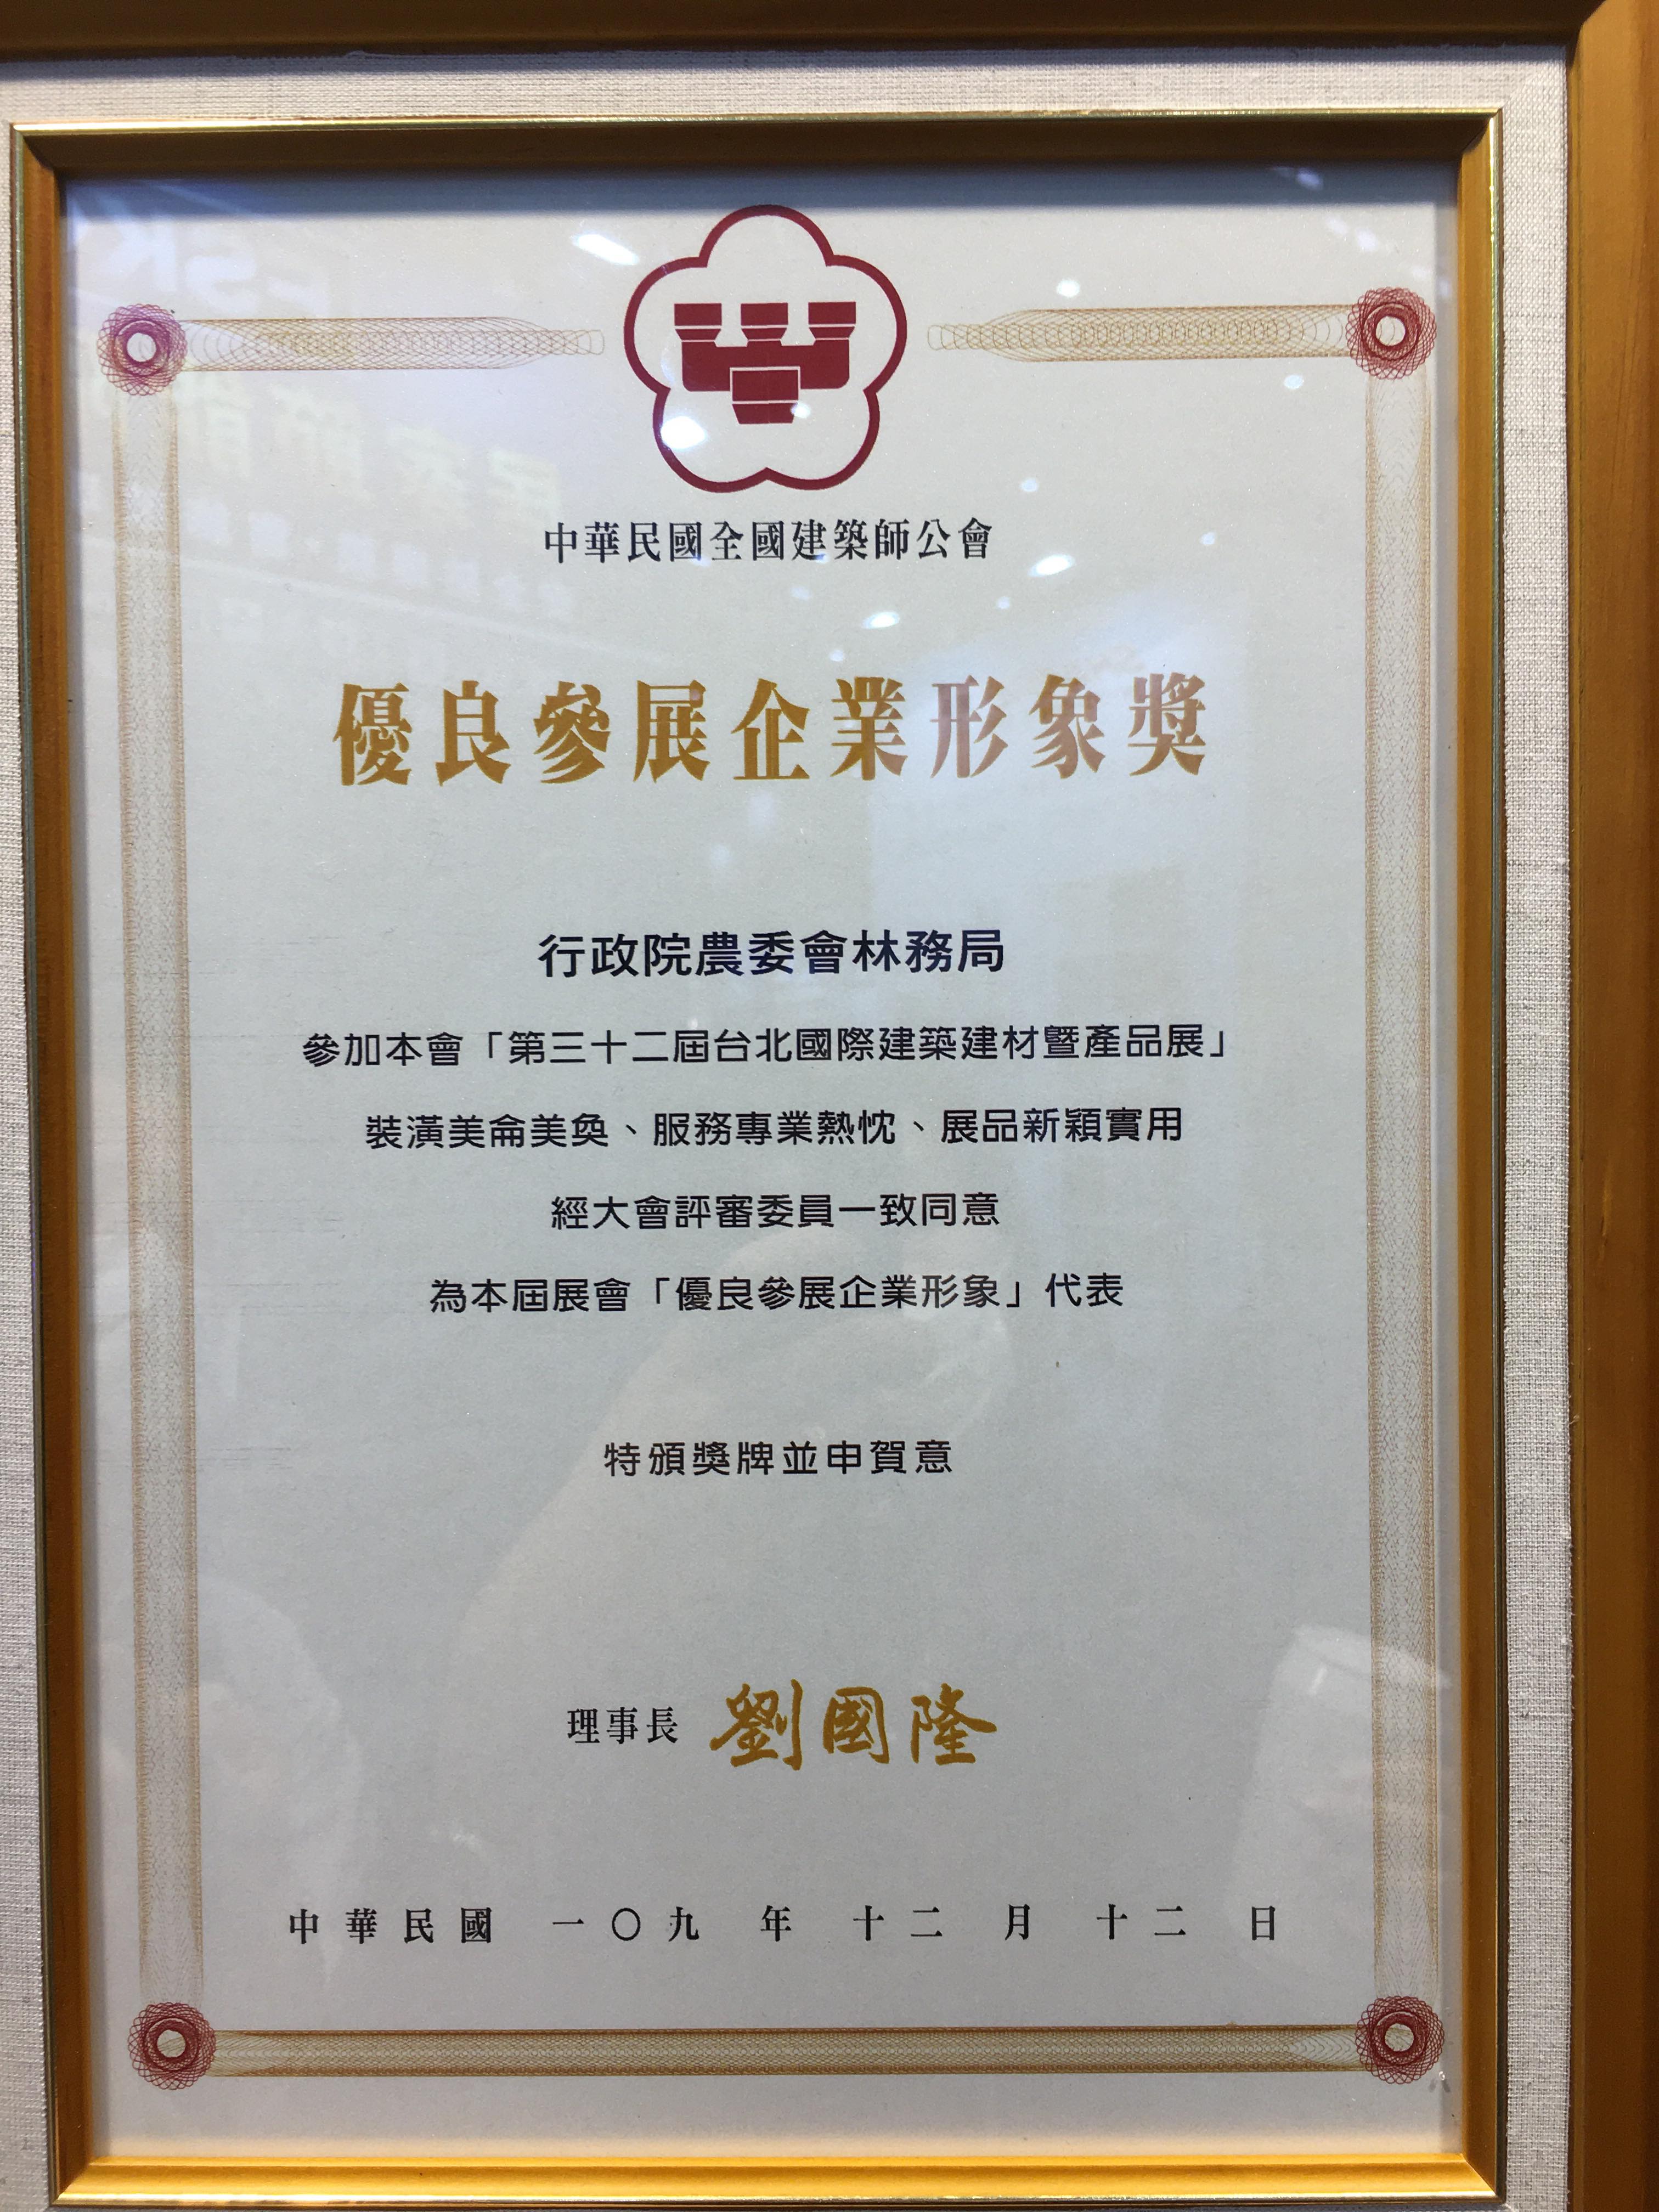 中華民國全國建築師公會
優良參展企業形象獎
行政院農委會林務局
參加本會「第三十二屆台北國際建築建材暨產品展」
裝潢美侖美奐、服務專業熱忱、展品新穎實用
經大會評審委員一致同意
為本屆展會「優良參展企業形象」代表
特頒獎牌並申賀意
理事長 劉國隆
中華民國 一〇九 年 十二 月 十二 日